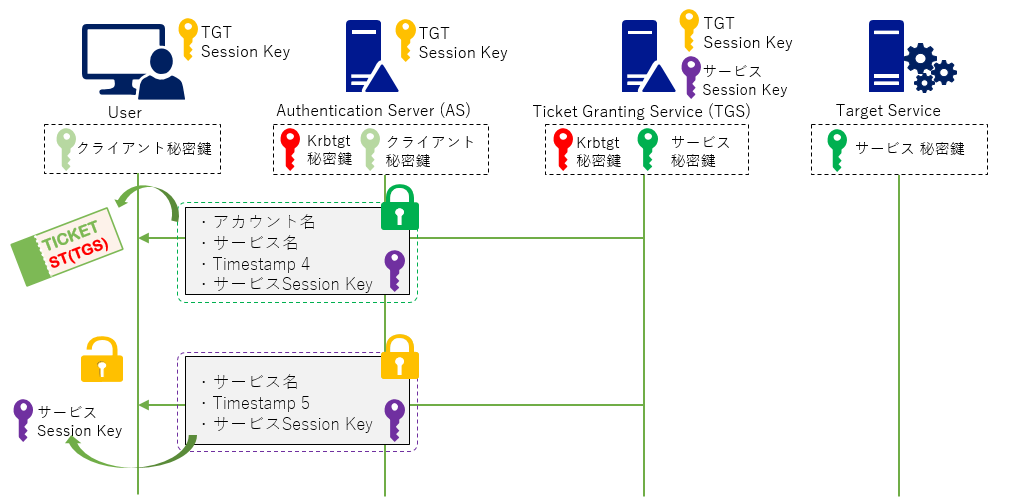 TGT
Session Key
TGT
Session Key
TGT
Session Key
サービス
Session Key
User
Authentication Server (AS)
Ticket Granting Service (TGS)
Target Service
クライアント秘密鍵
Krbtgt
秘密鍵
クライアント
秘密鍵
Krbtgt
秘密鍵
サービス
秘密鍵
サービス 秘密鍵
TICKET
ST(TGS)
・アカウント名
・サービス名
・Timestamp 4
・サービスSession Key
・サービス名
・Timestamp 5
・サービスSession Key
サービス
Session Key